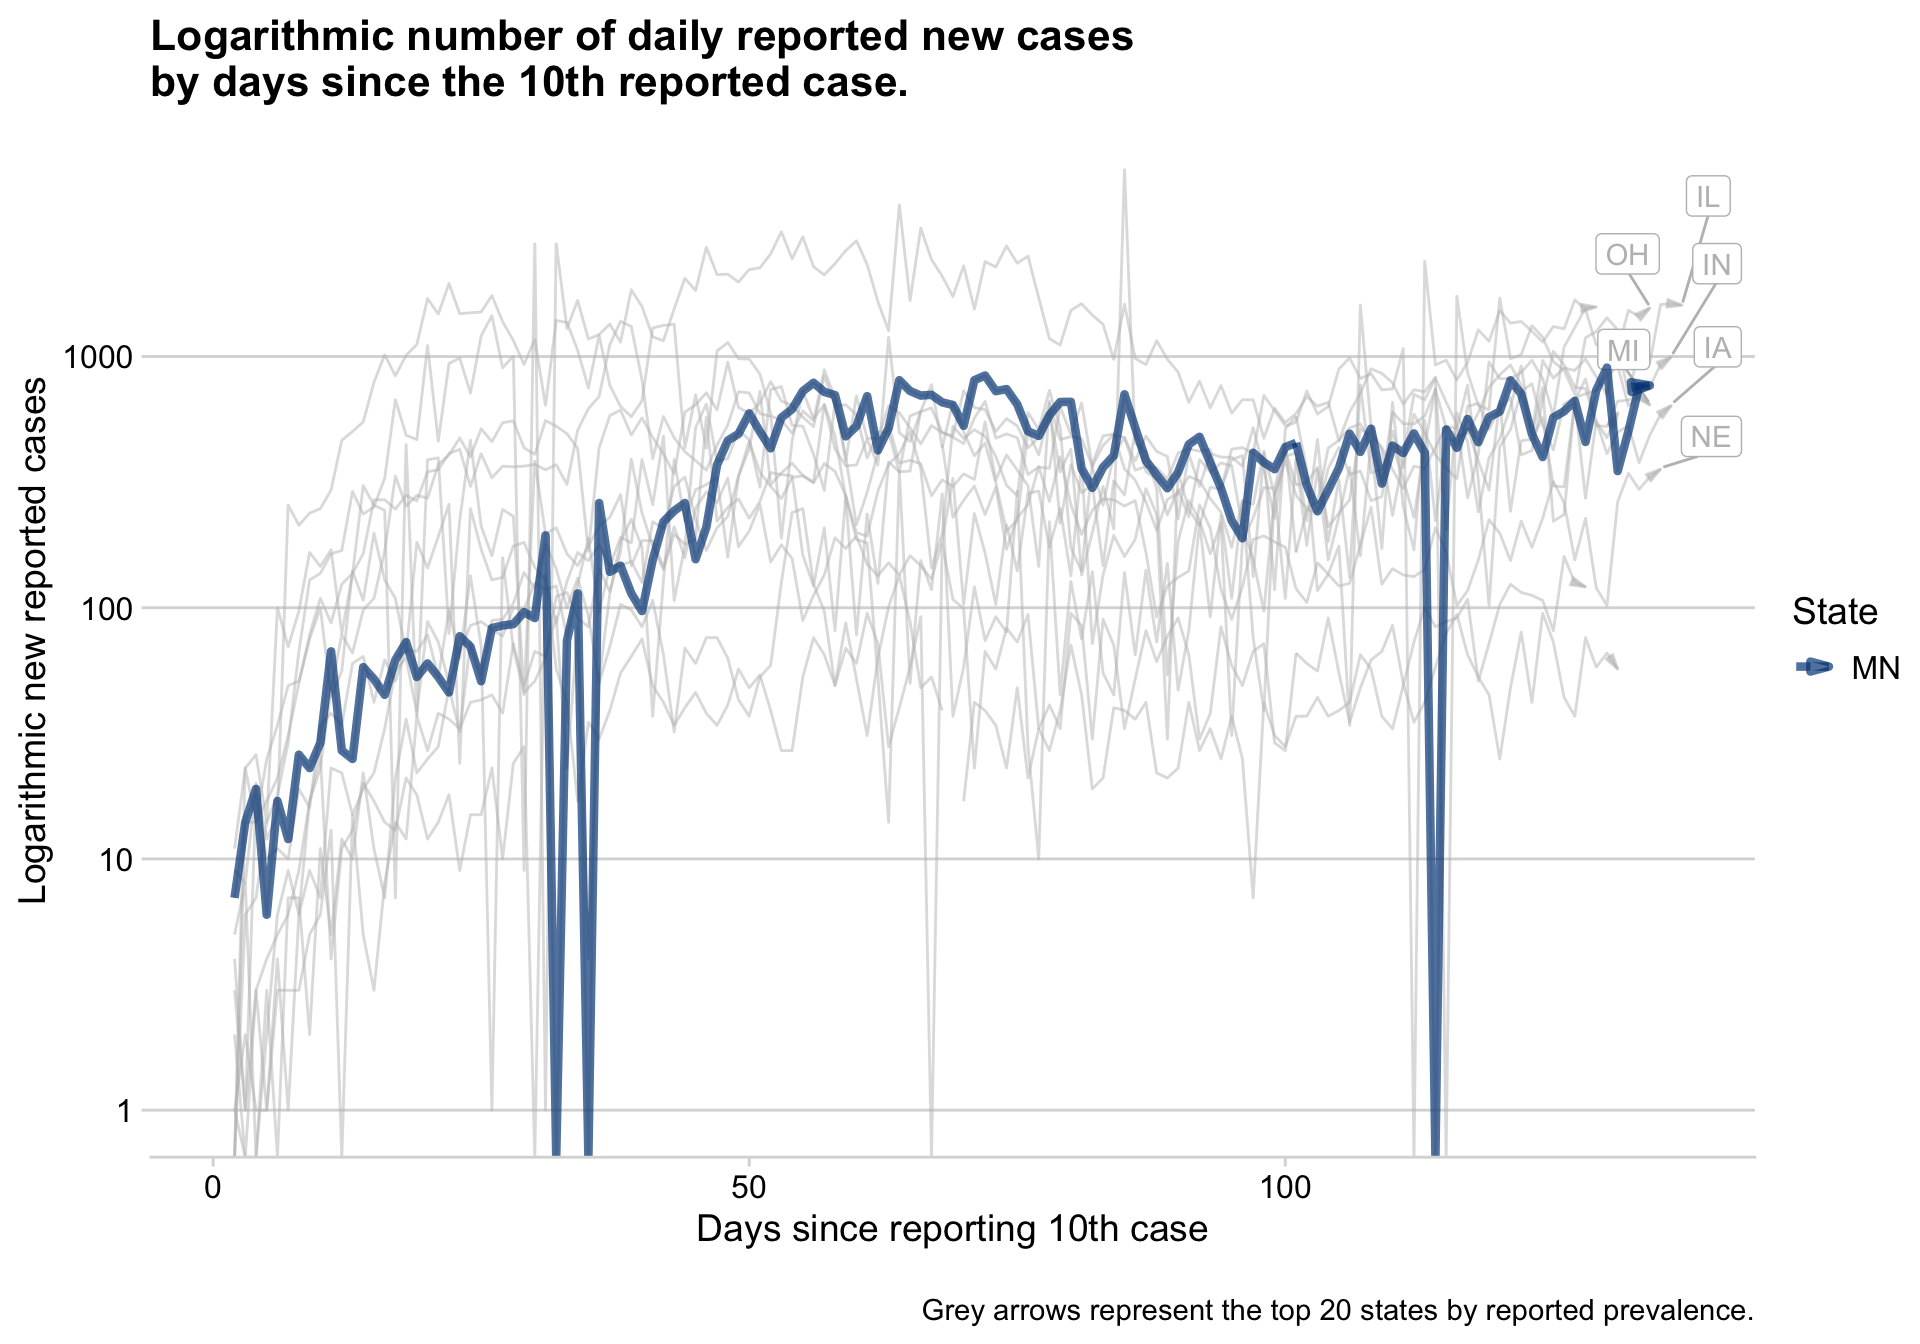 Logarithmic number of daily reported new cases
by days since the 10th reported case.
Logarithmic new reported cases
1000
100
10
1
0
50
100
Days since reporting 10th case
IL
OH
IN
MI
IA
NE
State
MN
Grey arrows represent the top 20 states by reported prevalence.